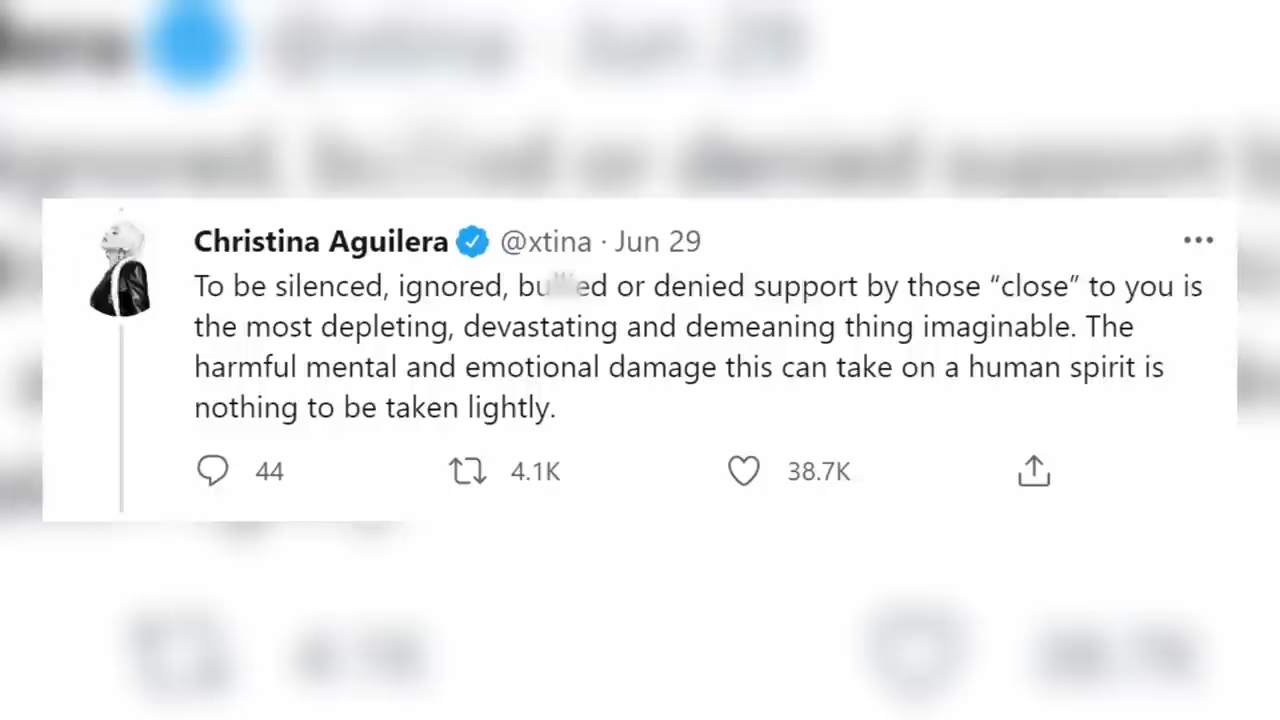 Christina Aguilera @xtina · Jun 29
To be silenced, ignored, bullied or denied support by those “close” to you is
the most depleting, devastating and demeaning thing imaginable. The
harmful mental and emotional damage this can take on a human spirit is
nothing to be taken lightly.
44 4.1K 38.7K